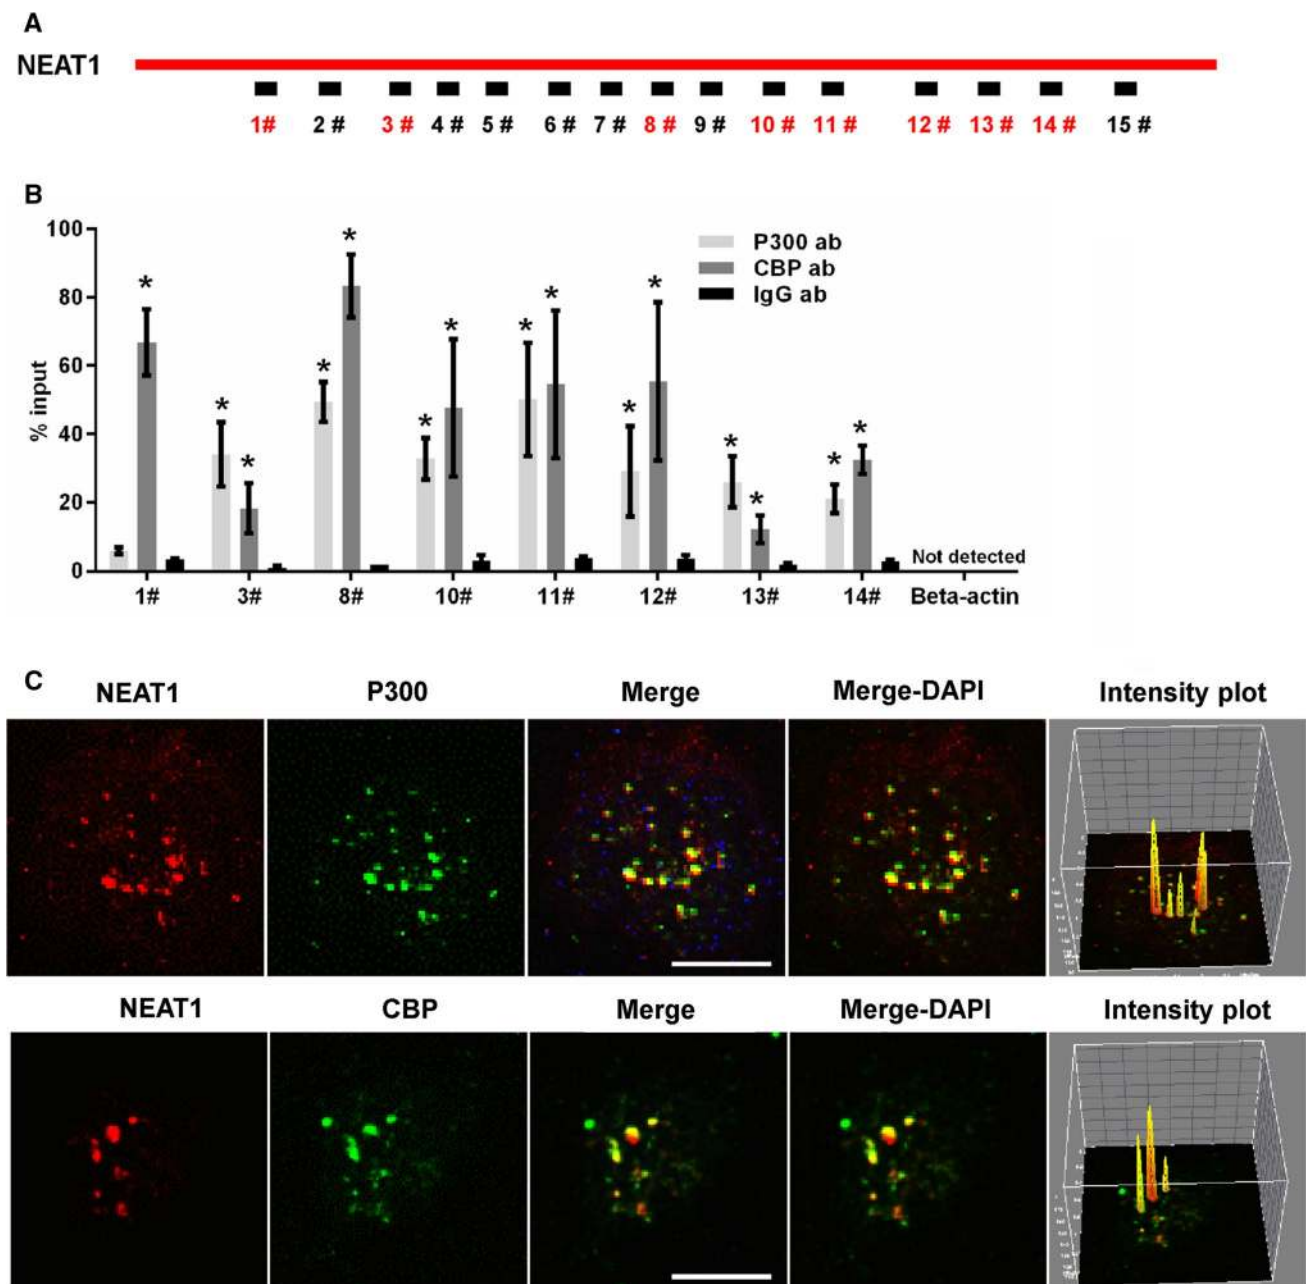 A
NEAT1
1# 2 # 3 # 4 # 5 # 6 # 7 # 8 # 9 # 10 # 11 # 12 # 13 # 14 # 15 #
B
% input
100
80
60
40
20
0
* * * * * * * * * * * * * * *
P300 ab
CBP ab
IgG ab
Not detected
1# 3# 8# 10# 11# 12# 13# 14# Beta-actin
C
NEAT1 P300 Merge Merge-DAPI Intensity plot
NEAT1 CBP Merge Merge-DAPI Intensity plot